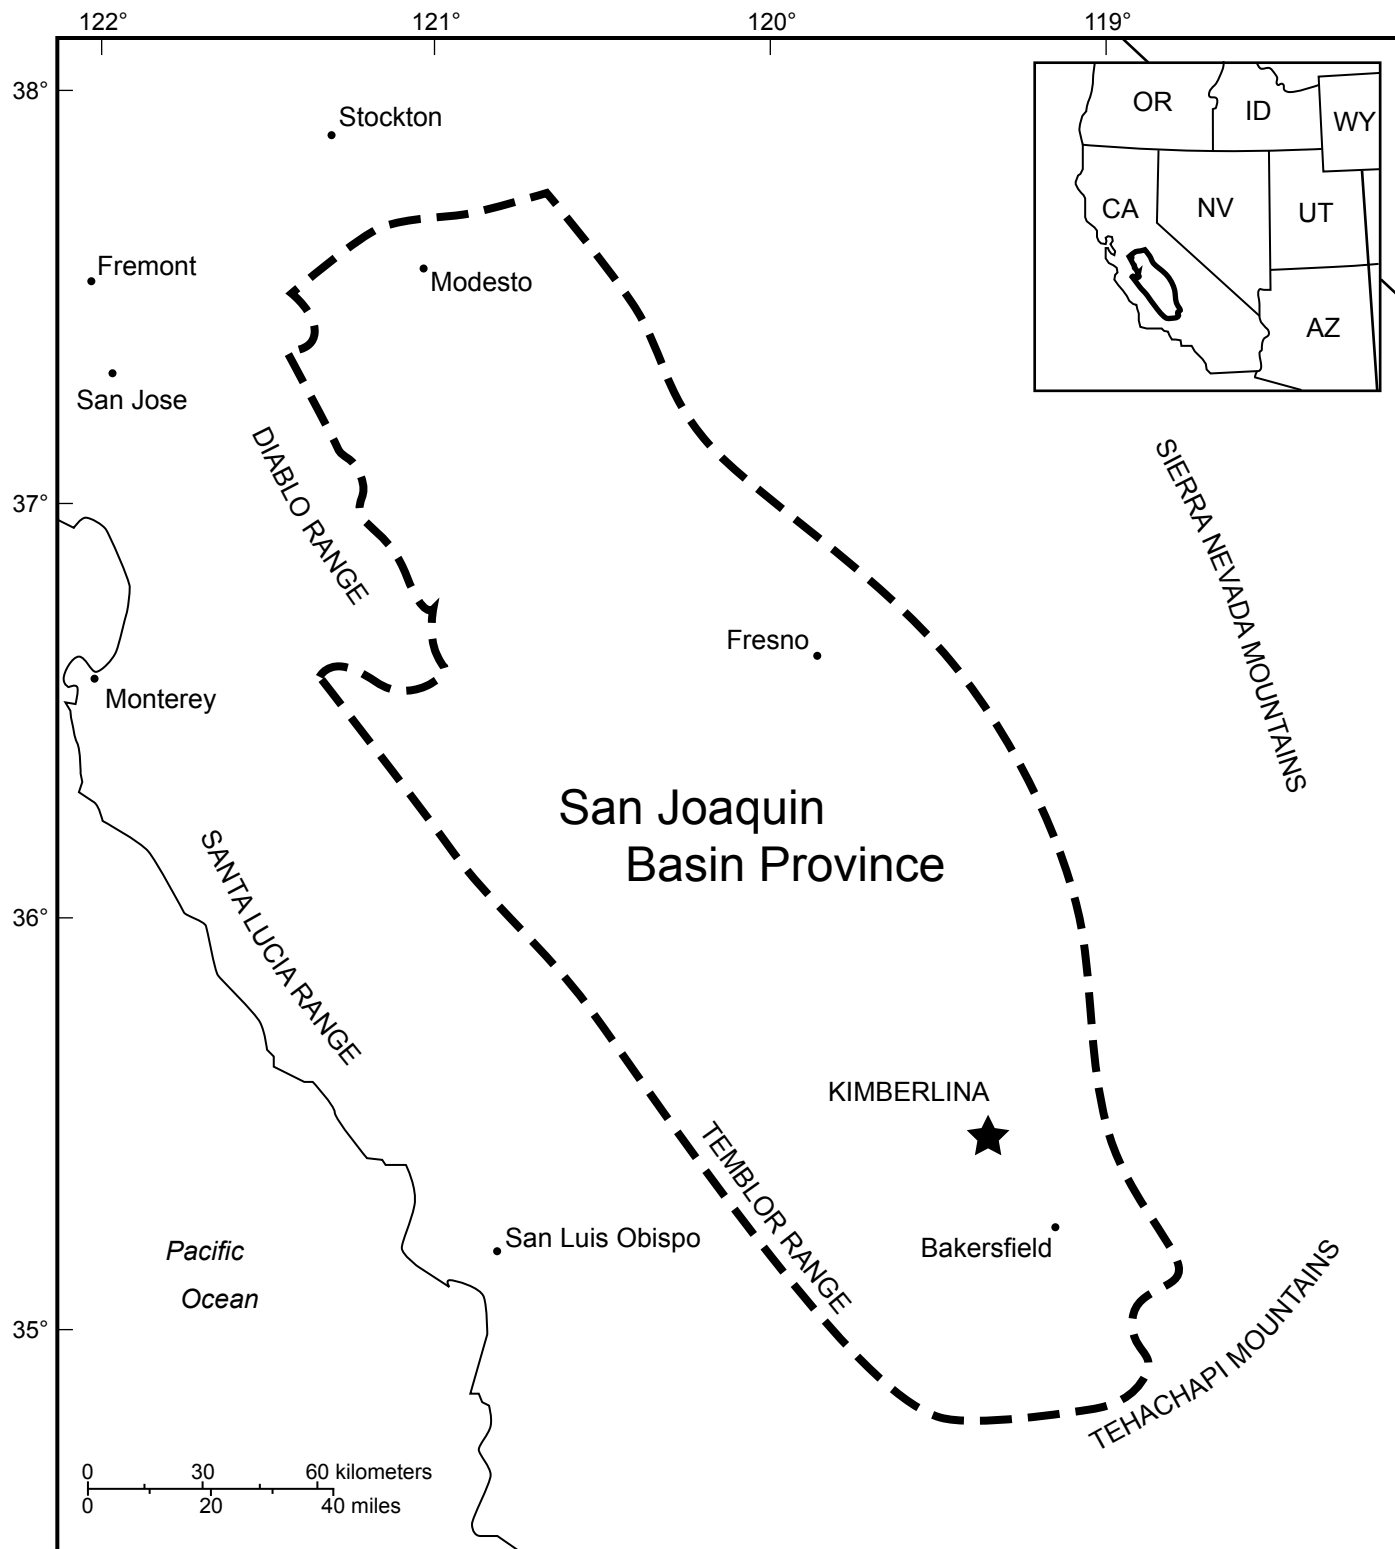 122°
121°
120°
119°
38°
Stockton
OR
ID
WY
CA
NV
UT
AZ
Fremont
Modesto
San Jose
DIABLO RANGE
SIERRA NEVADA MOUNTAINS
37°
Fresno
Monterey
San Joaquin
Basin Province
SANTA LUCIA RANGE
36°
KIMBERLINA
TEMBLOR RANGE
San Luis Obispo
Bakersfield
Pacific
Ocean
TEHACHAPI MOUNTAINS
35°
0 30 60 kilometers
0 20 40 miles